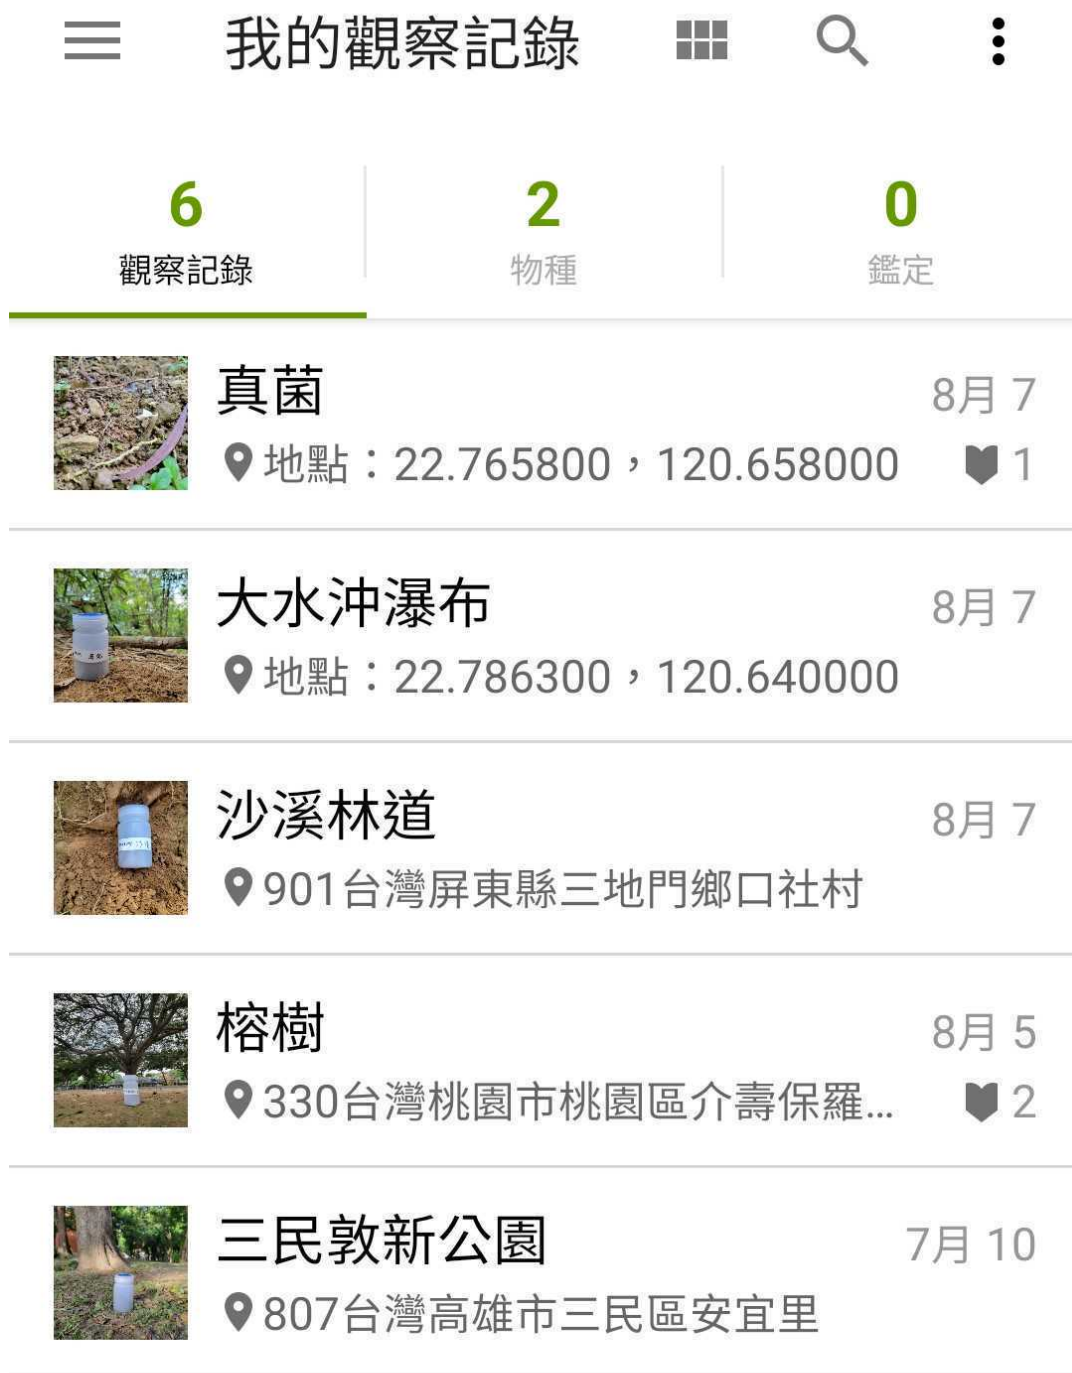 我的觀察記錄
6
2
0
觀察記錄
物種
鑑定
真菌
8月 7
地點：22.765800，120.658000
1
大水沖瀑布
8月 7
地點：22.786300，120.640000
沙溪林道
8月 7
901台灣屏東縣三地門鄉口社村
榕樹
8月 5
330台灣桃園市桃園區介壽保羅...
2
三民敦新公園
7月 10
807台灣高雄市三民區安宜里